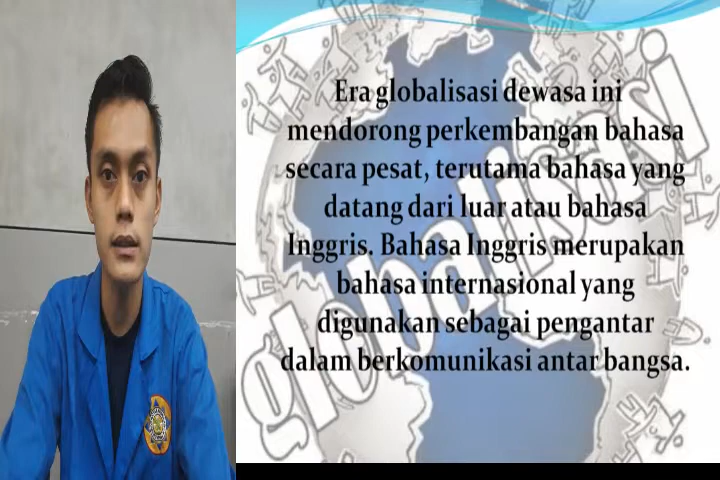 Era globalisasi dewasa ini
mendorong perkembangan bahasa
secara pesat, terutama bahasa yang
datang dari luar atau bahasa
Inggris. Bahasa Inggris merupakan
bahasa internasional yang
digunakan sebagai pengantar
dalam berkomunikasi antar bangsa.
globalisasi